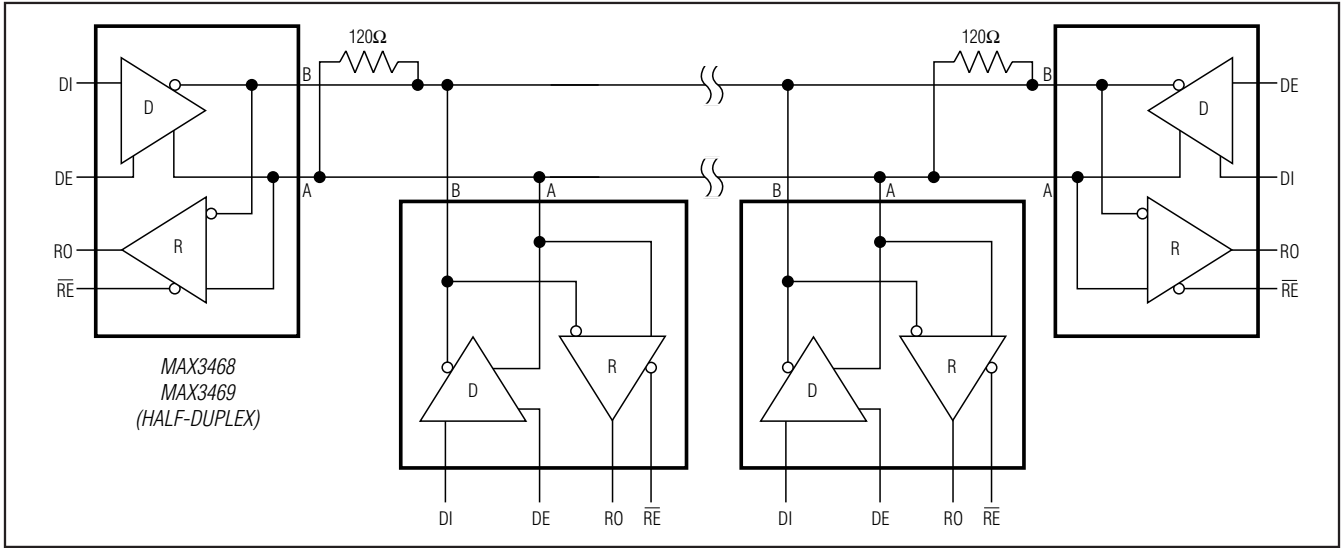 120Ω
120Ω
B
B
DI
DE
D
D
DE
DI
A
B
A
B
A
A
R
R
RO
RO
RE
RE
MAX3468
MAX3469
(HALF-DUPLEX)
D
R
D
R
DI
DE
RO
RE
DI
DE
RO
RE